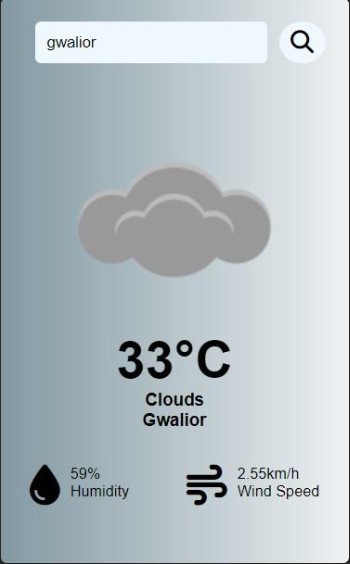 gwalior
33°C
Clouds
Gwalior
59%
Humidity
2.55km/h
Wind Speed